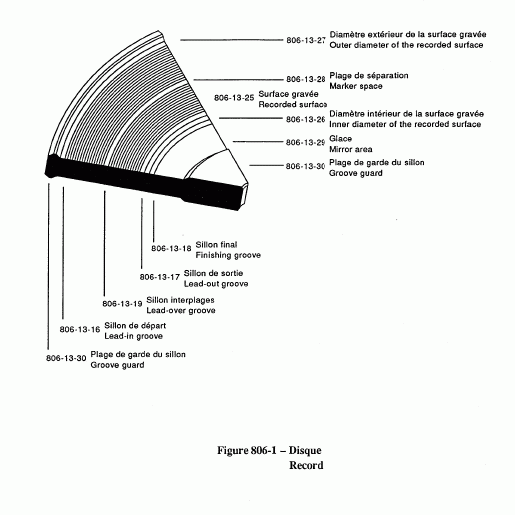 806-13-27 Diamètre extérieur de la surface gravée
Outer diameter of the recorded surface
806-13-28 Plage de séparation
Marker space
806-13-25 Surface gravée
Recorded surface
806-13-26 Diamètre intérieur de la surface gravée
Inner diameter of the recorded surface
806-13-29 Glace
Mirror area
806-13-30 Plage de garde du sillon
Groove guard
806-13-18 Sillon final
Finishing groove
806-13-17 Sillon de sortie
Lead-out groove
806-13-19 Sillon interplages
Lead-over groove
806-13-16 Sillon de départ
Lead-in groove
806-13-30 Plage de garde du sillon
Groove guard
Figure 806-1 – Disque
Record